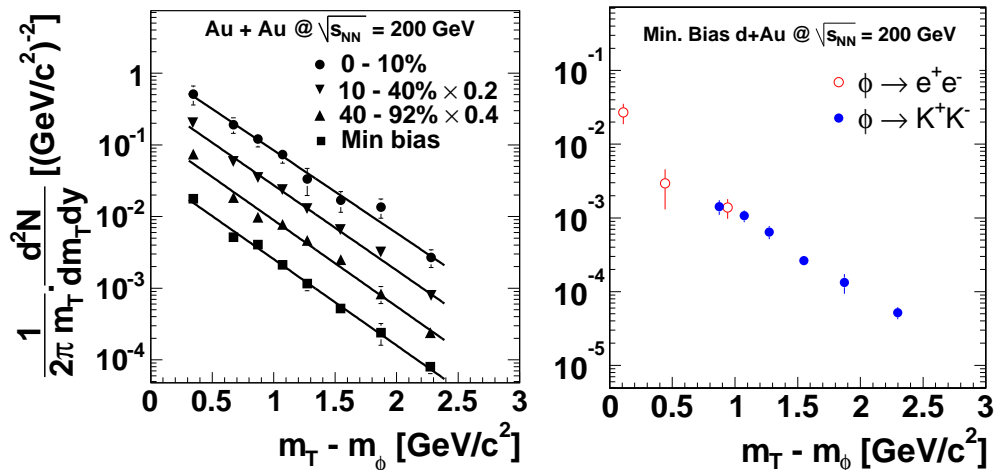 Au + Au @ √s_NN = 200 GeV
0 - 10%
10 - 40% × 0.2
40 - 92% × 0.4
Min bias
1/(2π m_T) · d²N/(dm_T dy) [(GeV/c²)⁻²]
1
10⁻¹
10⁻²
10⁻³
10⁻⁴
0 0.5 1 1.5 2 2.5 3
m_T - m_ϕ [GeV/c²]
Min. Bias d+Au @ √s_NN = 200 GeV
ϕ → e⁺e⁻
ϕ → K⁺K⁻
10⁻¹
10⁻²
10⁻³
10⁻⁴
10⁻⁵
0 0.5 1 1.5 2 2.5 3
m_T - m_ϕ [GeV/c²]